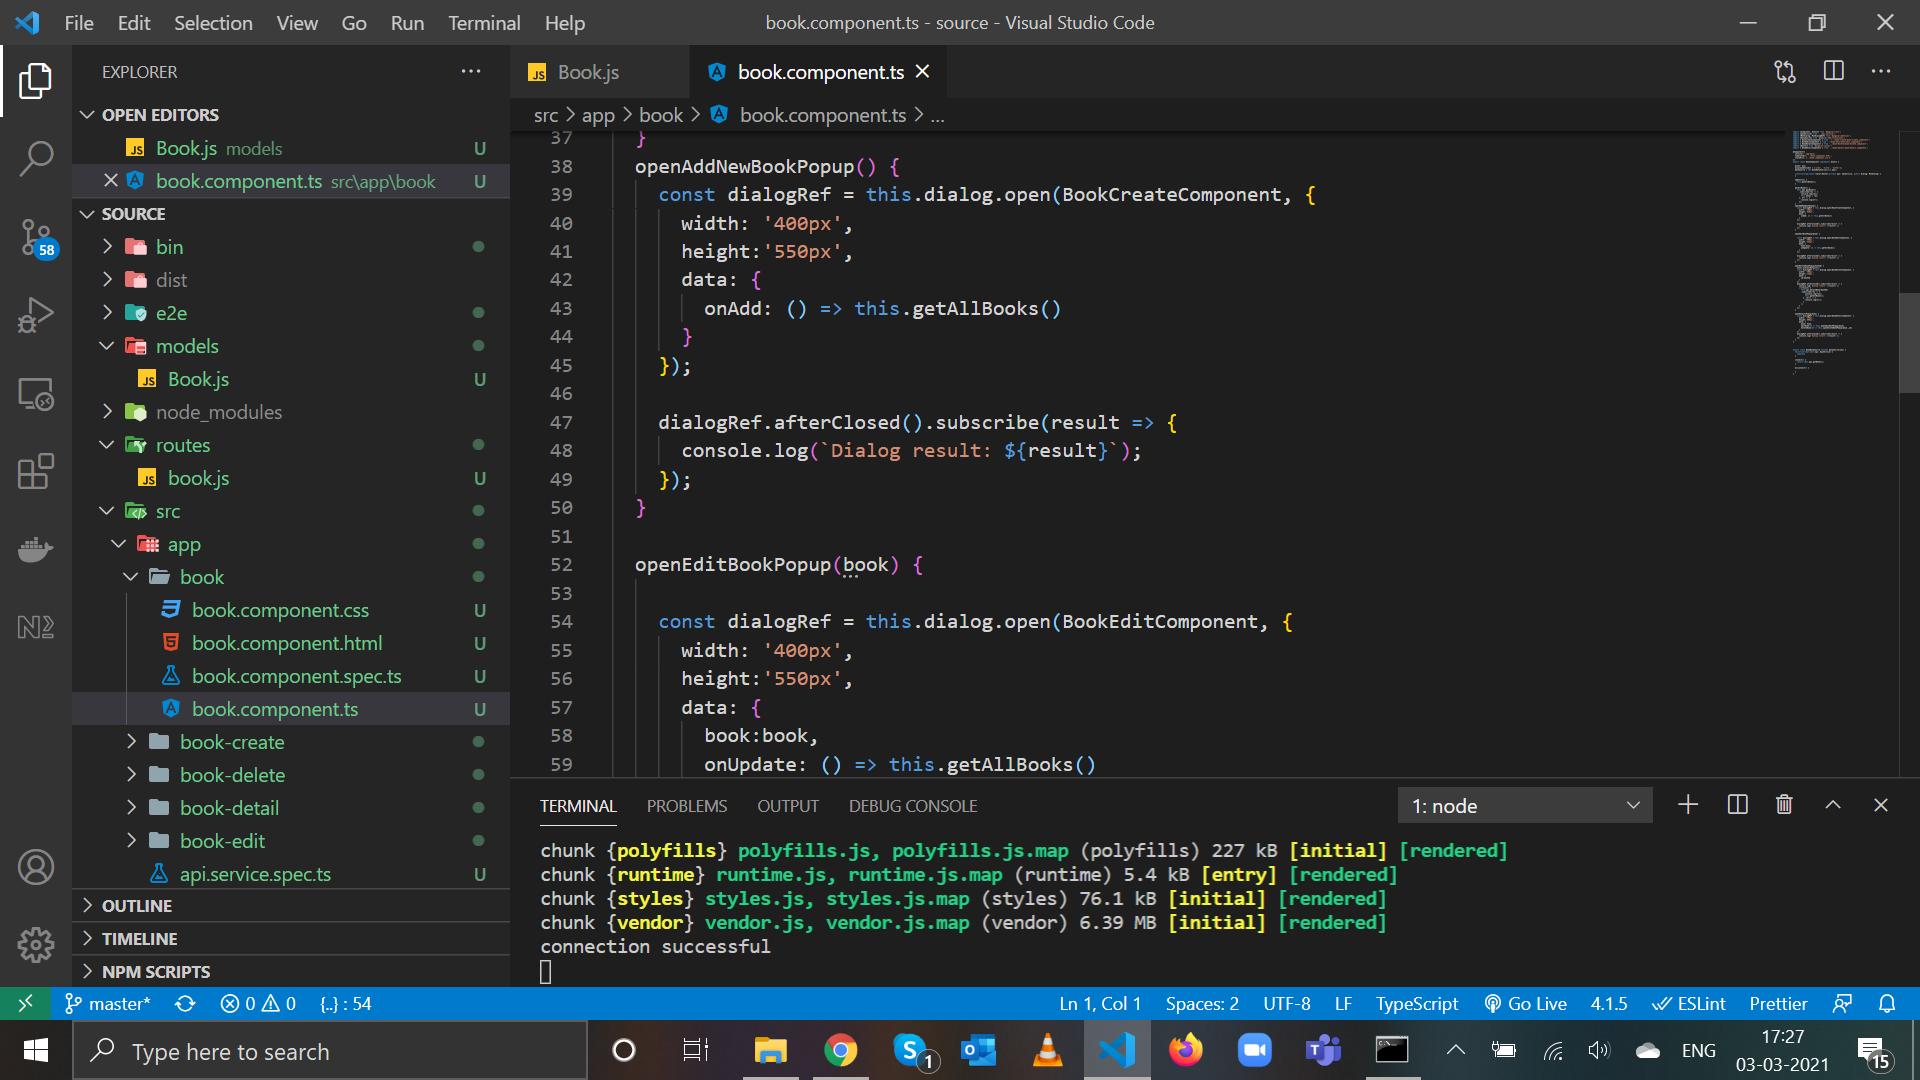 File Edit Selection View Go Run Terminal Help
book.component.ts - source - Visual Studio Code
EXPLORER
OPEN EDITORS
JS Book.js models U
book.component.ts src\app\book U
SOURCE
bin
dist
e2e
models
JS Book.js U
node_modules
routes
JS book.js U
src
app
book
book.component.css U
book.component.html U
book.component.spec.ts U
book.component.ts U
book-create
book-delete
book-detail
book-edit
api.service.spec.ts U
OUTLINE
TIMELINE
NPM SCRIPTS
58
JS Book.js
book.component.ts
src > app > book > book.component.ts > ...
37 }
38 openAddNewBookPopup() {
39 const dialogRef = this.dialog.open(BookCreateComponent, {
40 width: '400px',
41 height:'550px',
42 data: {
43 onAdd: () => this.getAllBooks()
44 }
45 });
46
47 dialogRef.afterClosed().subscribe(result => {
48 console.log(`Dialog result: ${result}`);
49 });
50 }
51
52 openEditBookPopup(book) {
53
54 const dialogRef = this.dialog.open(BookEditComponent, {
55 width: '400px',
56 height:'550px',
57 data: {
58 book:book,
59 onUpdate: () => this.getAllBooks()
TERMINAL PROBLEMS OUTPUT DEBUG CONSOLE
1: node
chunk {polyfills} polyfills.js, polyfills.js.map (polyfills) 227 kB [initial] [rendered]
chunk {runtime} runtime.js, runtime.js.map (runtime) 5.4 kB [entry] [rendered]
chunk {styles} styles.js, styles.js.map (styles) 76.1 kB [initial] [rendered]
chunk {vendor} vendor.js, vendor.js.map (vendor) 6.39 MB [initial] [rendered]
connection successful
master* 0 0 {..} : 54
Ln 1, Col 1 Spaces: 2 UTF-8 LF TypeScript Go Live 4.1.5 ESLint Prettier
Type here to search
1
ENG
17:27
03-03-2021
15